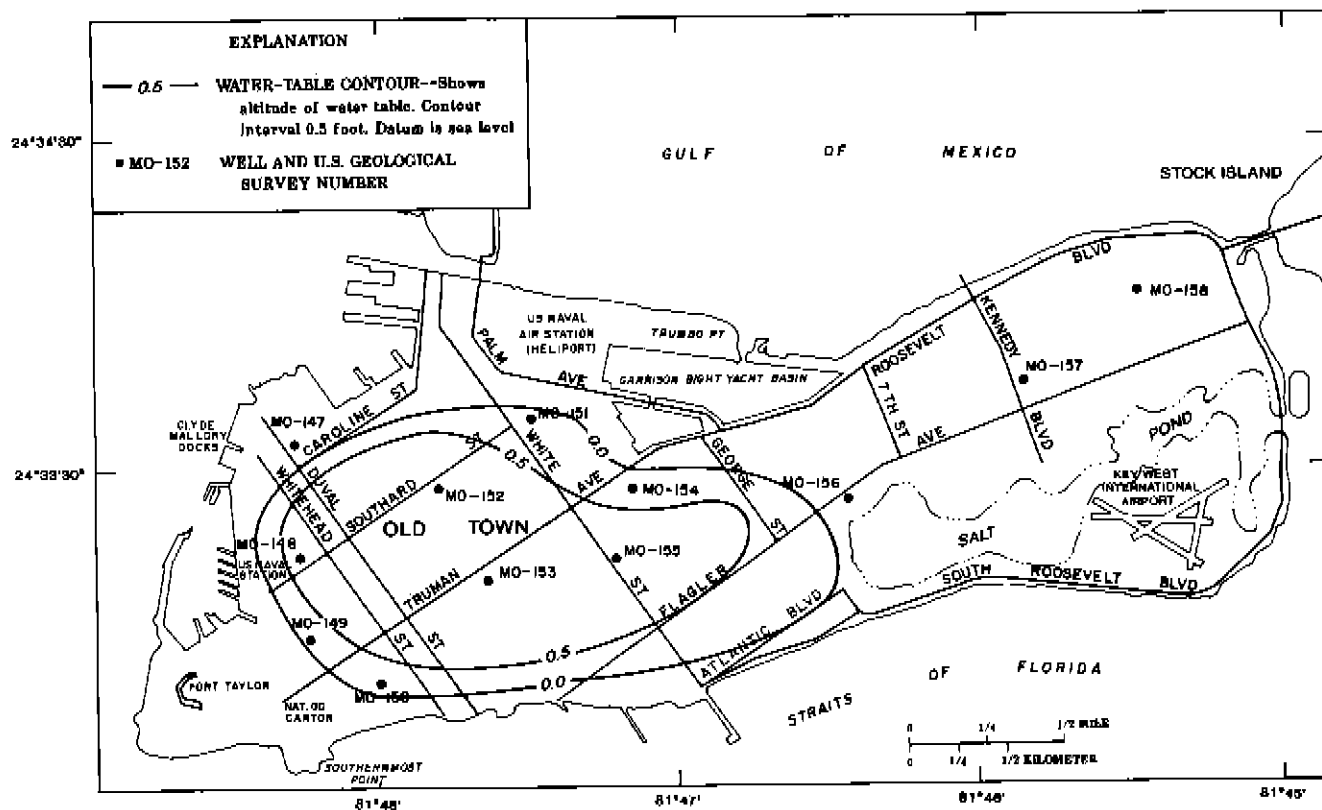 EXPLANATION
0.5 WATER-TABLE CONTOUR--Shows
altitude of water table. Contour
interval 0.5 foot. Datum is sea level
MO-152 WELL AND U.S. GEOLOGICAL
SURVEY NUMBER
24°34'30"
GULF OF MEXICO
STOCK ISLAND
US NAVAL
AIR STATION
(HELIPORT)
TRUMBO PT
GARRISON BIGHT YACHT BASIN
PALM AVE
ROOSEVELT BLVD
KENNEDY BLVD
MO-158
MO-157
7TH ST
CLYDE
MALLORY
DOCKS
MO-147
CAROLINE ST
MO-151
0.0
0.5
WHITE ST
GEORGE ST
24°33'30"
WHITEHEAD ST
DUVAL ST
SOUTHARD ST
MO-152
MO-154
MO-156
POND
KEY WEST
INTERNATIONAL
AIRPORT
OLD TOWN
MO-148
US NAVAL
STATION
MO-155
MO-153
TRUMAN AVE
FLAGLER AVE
SALT
SOUTH ROOSEVELT BLVD
MO-149
ATLANTIC BLVD
0.5
0.0
FORT TAYLOR
MO-150
NAT. GD
CANTON
STRAITS OF FLORIDA
0 1/4 1/2 MILE
0 1/4 1/2 KILOMETER
SOUTHERNMOST
POINT
81°48'
81°47'
81°46'
81°45'